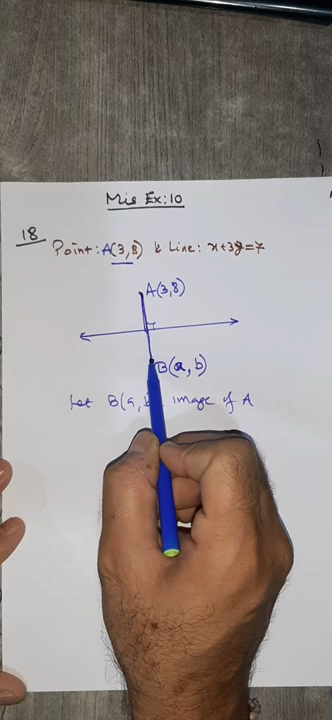 Mis Ex:10
18
Point: A(3,8) & Line: x+3y=7
A(3,8)
B(a, b)
Let B(a, image of A